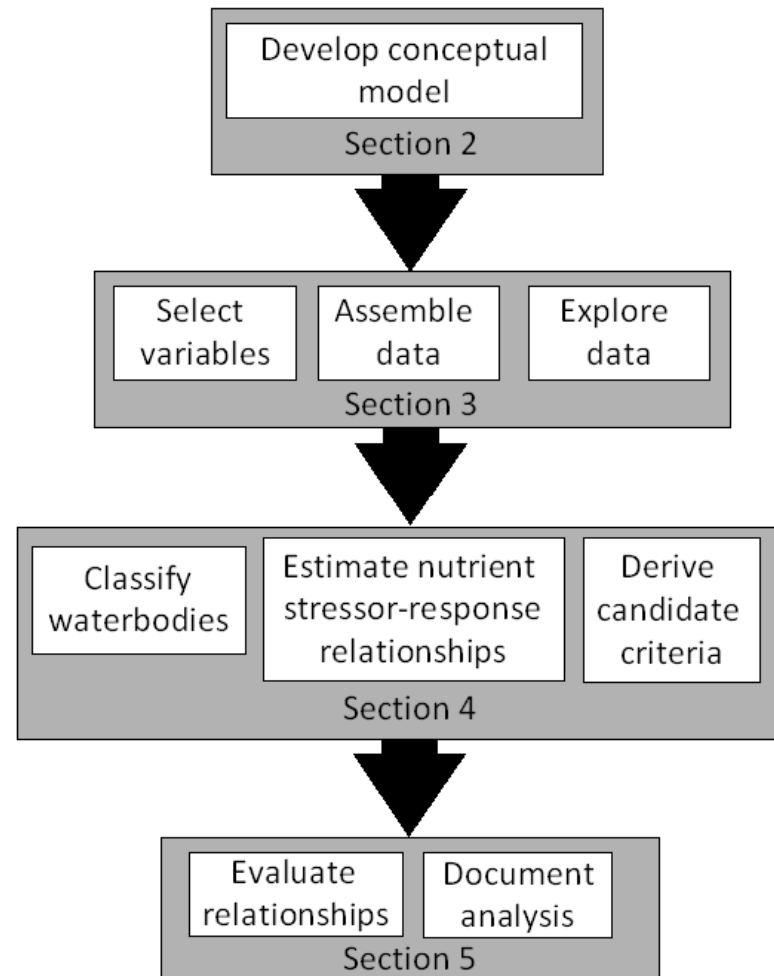 Develop conceptual
model
Section 2
Select
variables
Assemble
data
Explore
data
Section 3
Classify
waterbodies
Estimate nutrient
stressor-response
relationships
Derive
candidate
criteria
Section 4
Evaluate
relationships
Document
analysis
Section 5